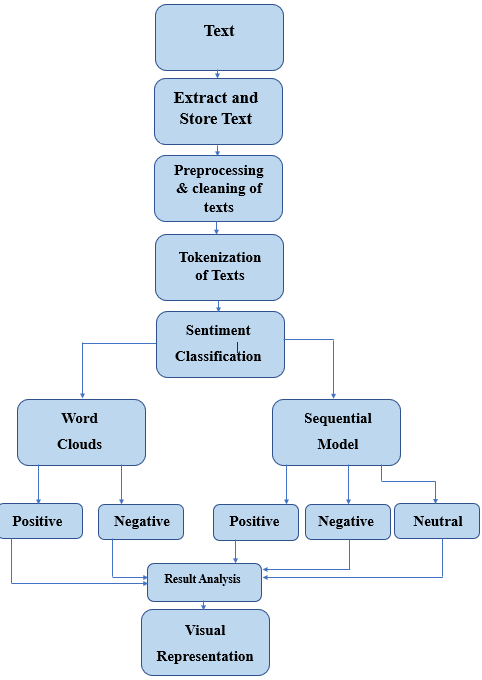 Text
Extract and
Store Text
Preprocessing
& cleaning of
texts
Tokenization
of Texts
Sentiment
Classification
Word
Clouds
Sequential
Model
Positive
Negative
Positive
Negative
Neutral
Result Analysis
Visual
Representation